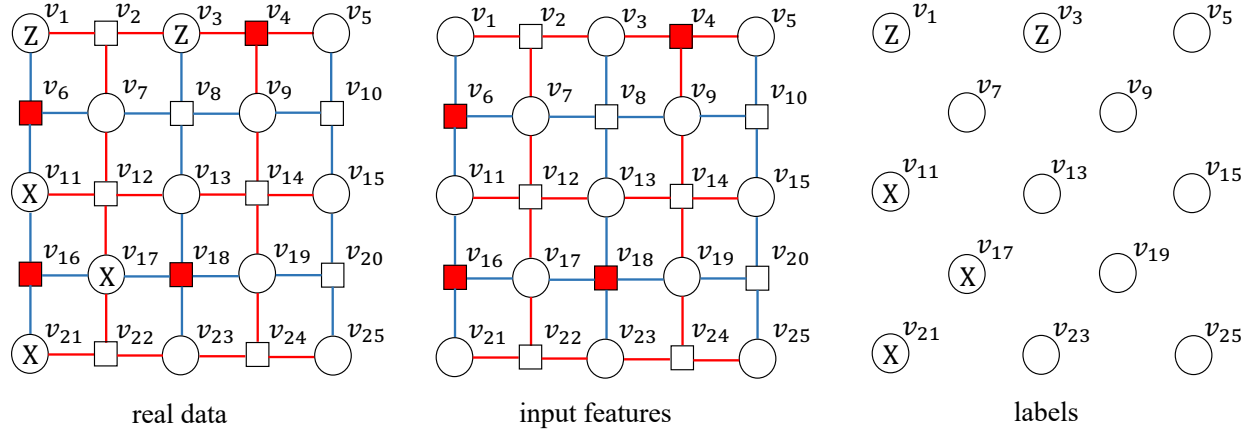 v1 v2 v3 v4 v5 v1 v2 v3 v4 v5 v1 v3 v5
Z Z Z Z
v6 v7 v8 v9 v10 v6 v7 v8 v9 v10 v7 v9
v11 v12 v13 v14 v15 v11 v12 v13 v14 v15 v11 v13 v15
X X
v16 v17 v18 v19 v20 v16 v17 v18 v19 v20 v17 v19
X X
v21 v22 v23 v24 v25 v21 v22 v23 v24 v25 v21 v23 v25
X X
real data input features labels